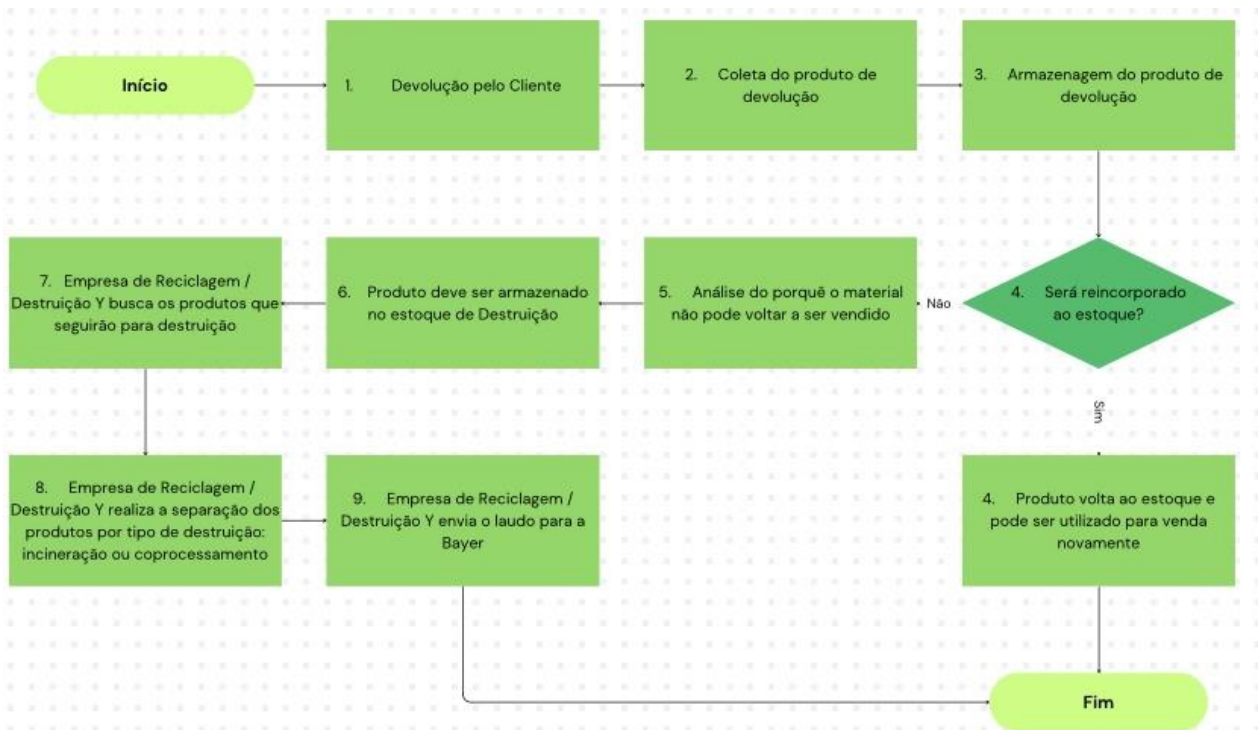 Início
1. Devolução pelo Cliente
2. Coleta do produto de
devolução
3. Armazenagem do produto de
devolução
4. Será reincorporado
ao estoque?
Não
5. Análise do porquê o material
não pode voltar a ser vendido
6. Produto deve ser armazenado
no estoque de Destruição
7. Empresa de Reciclagem /
Destruição Y busca os produtos que
seguirão para destruição
Sim
8. Empresa de Reciclagem /
Destruição Y realiza a separação dos
produtos por tipo de destruição:
incineração ou coprocessamento
9. Empresa de Reciclagem /
Destruição Y envia o laudo para a
Bayer
4. Produto volta ao estoque e
pode ser utilizado para venda
novamente
Fim